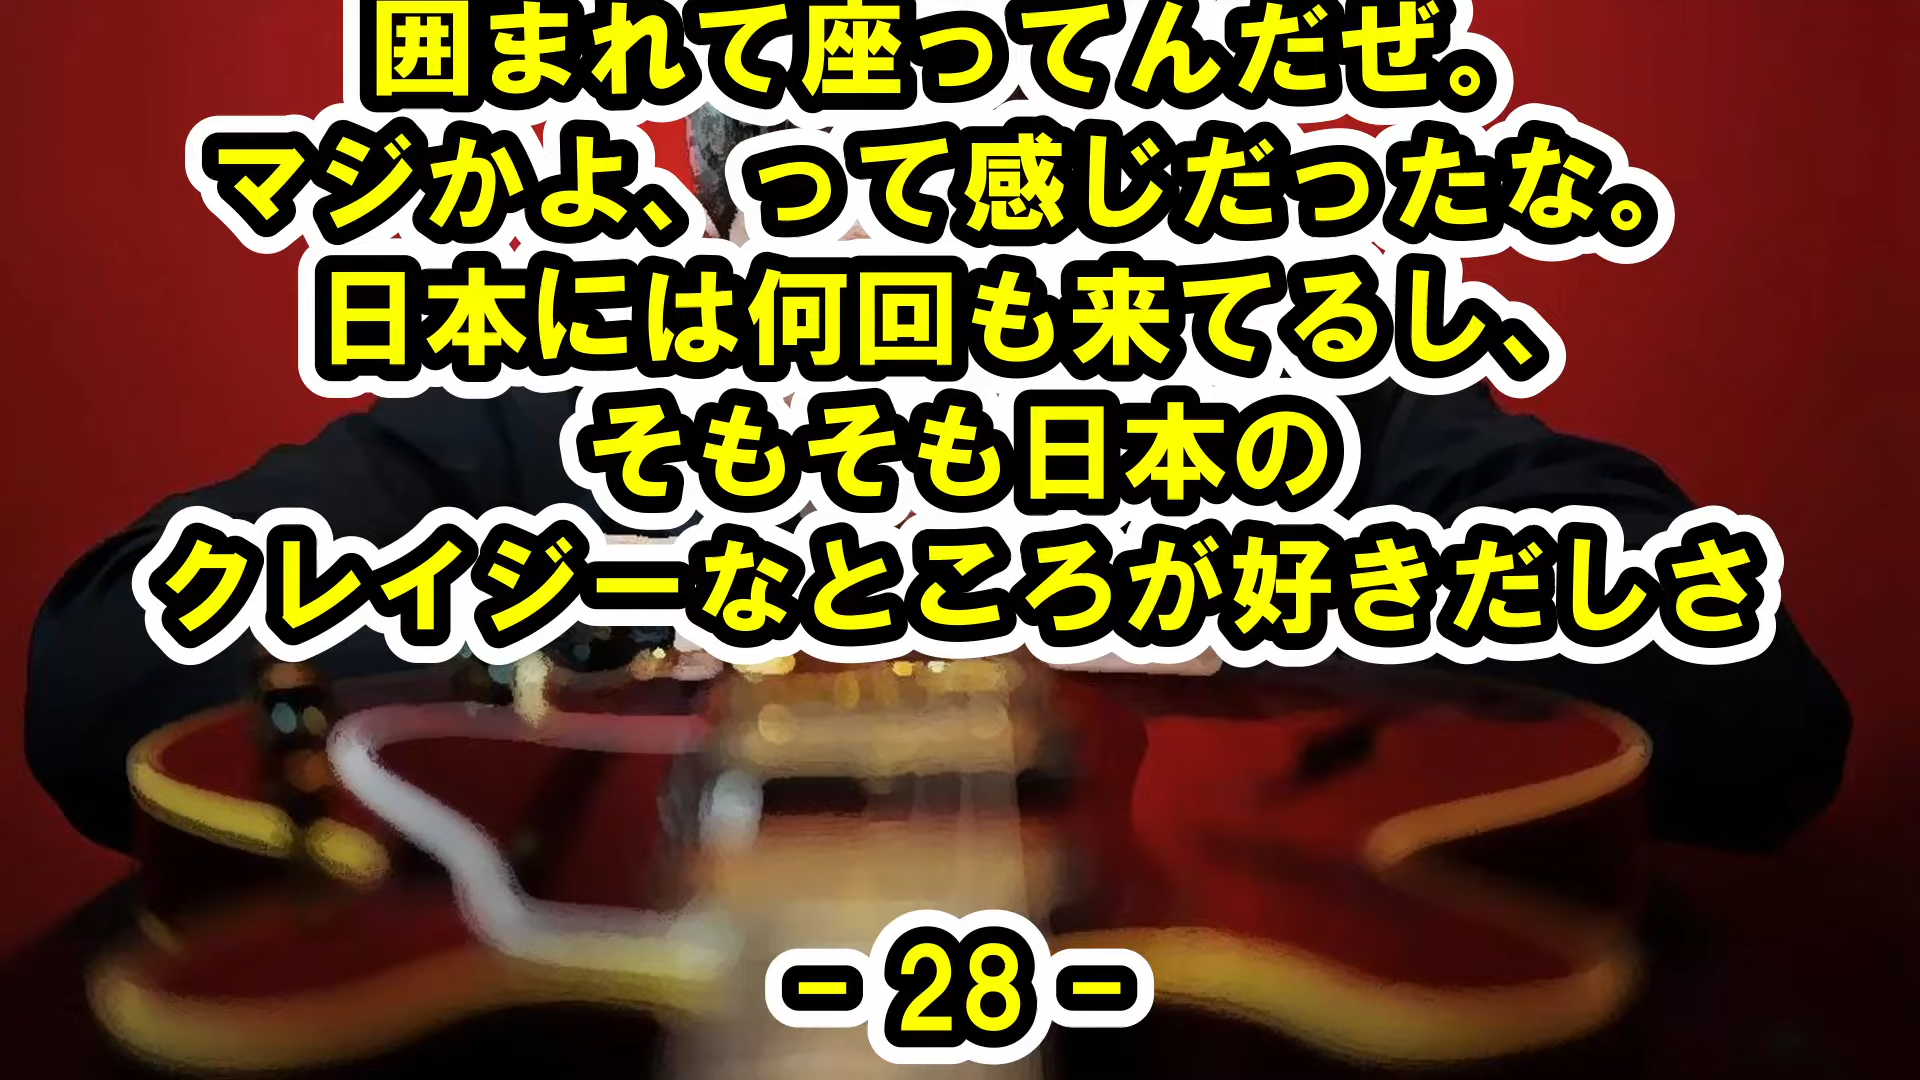 囲まれて座ってんだぜ。
マジかよ、って感じだったな。
日本には何回も来てるし、
そもそも日本の
クレイジーなところが好きだしさ
－28－